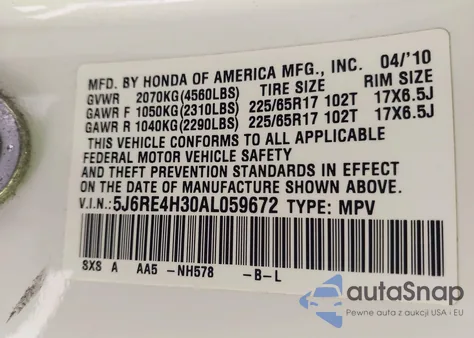 MFD. BY HONDA OF AMERICA MFG., INC. 04/'10
GVWR 2070KG(4560LBS) TIRE SIZE RIM SIZE
GAWR F 1050KG(2310LBS) 225/65R17 102T 17X6.5J
GAWR R 1040KG(2290LBS) 225/65R17 102T 17X6.5J
THIS VEHICLE CONFORMS TO ALL APPLICABLE
FEDERAL MOTOR VEHICLE SAFETY
AND THEFT PREVENTION STANDARDS IN EFFECT
ON THE DATE OF MANUFACTURE SHOWN ABOVE.
V.I.N.:5J6RE4H30AL059672 TYPE: MPV
SXS A AA5 -NH578 -B-L
autoSnap
Pewne auta z aukcji USA i EU